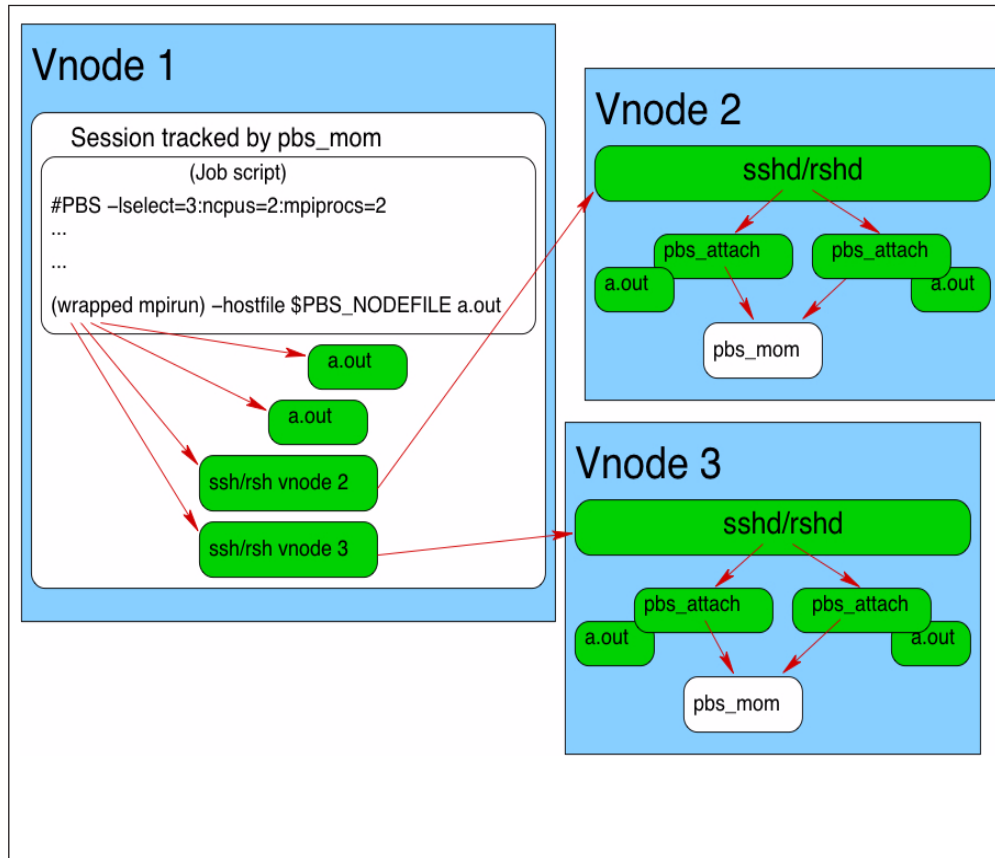 Vnode 1
Session tracked by pbs_mom
(Job script)
#PBS –lselect=3:ncpus=2:mpiprocs=2
...
...
(wrapped mpirun) –hostfile $PBS_NODEFILE a.out
a.out
a.out
ssh/rsh vnode 2
ssh/rsh vnode 3
Vnode 2
sshd/rshd
pbs_attach
pbs_attach
a.out
a.out
pbs_mom
Vnode 3
sshd/rshd
pbs_attach
pbs_attach
a.out
a.out
pbs_mom